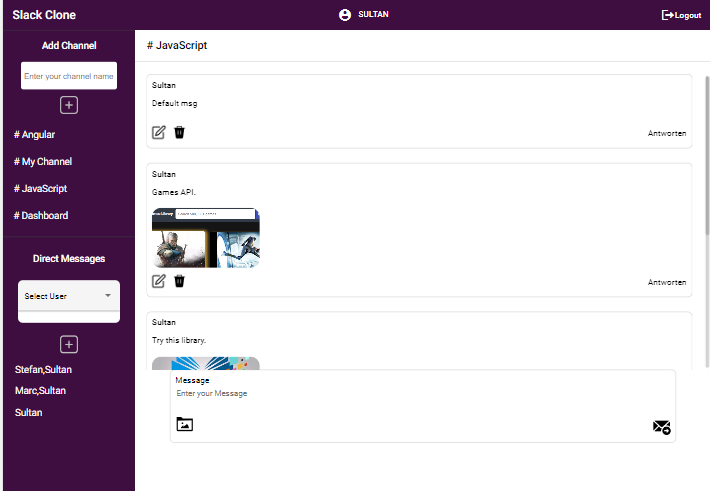 Slack Clone
SULTAN
Logout
Add Channel
Enter your channel name
# Angular
# My Channel
# JavaScript
# Dashboard
Direct Messages
Select User
Stefan,Sultan
Marc,Sultan
Sultan
# JavaScript
Sultan
Default msg
Antworten
Sultan
Games API.
Antworten
Sultan
Try this library.
Message
Enter your Message